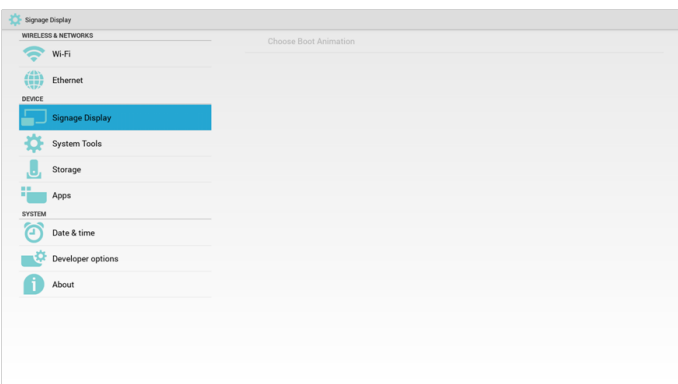 Signage Display
WIRELESS & NETWORKS
Wi-Fi
Ethernet
DEVICE
Signage Display
System Tools
Storage
Apps
SYSTEM
Date & time
Developer options
About
Choose Boot Animation